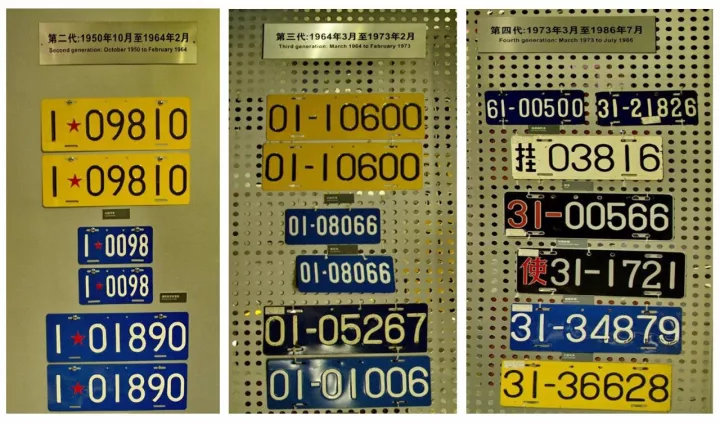 第二代:1950年10月至1964年2月
Second generation: October 1950 to February 1964
1★09810
1★09810
1★0098
1★0098
1★01890
1★01890
第三代:1964年3月至1973年2月
Third generation: March 1964 to February 1973
01-10600
01-10600
01-08066
01-08066
01-05267
01-01006
第四代:1973年3月至1986年7月
Fourth generation: March 1973 to July 1986
61-00500 31-21826
挂 03816
31-00566
使31-1721
31-34879
31-36628